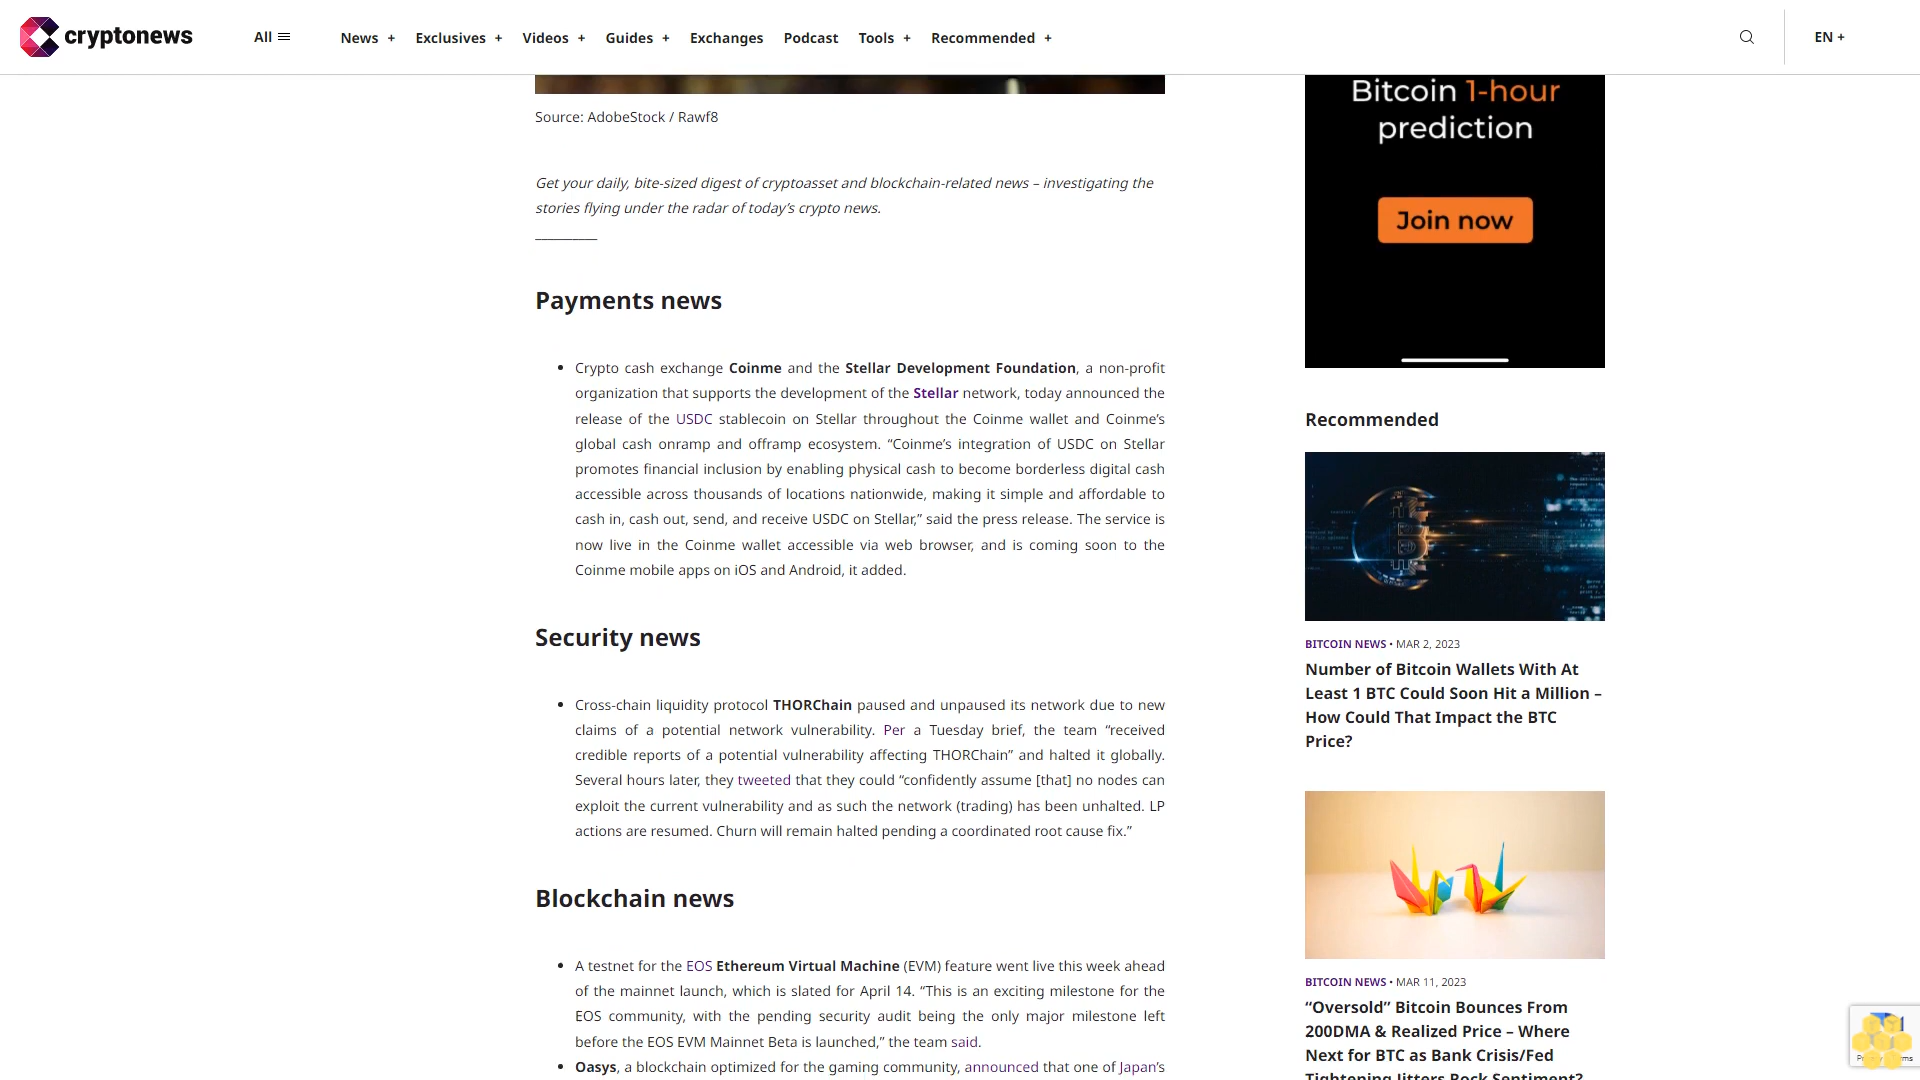 cryptonews
All
News +
Exclusives +
Videos +
Guides +
Exchanges
Podcast
Tools +
Recommended +
EN +
Source: AdobeStock / Rawf8
Get your daily, bite-sized digest of cryptoasset and blockchain-related news – investigating the
stories flying under the radar of today’s crypto news.
__________
Payments news
• Crypto cash exchange Coinme and the Stellar Development Foundation, a non-profit
organization that supports the development of the Stellar network, today announced the
release of the USDC stablecoin on Stellar throughout the Coinme wallet and Coinme’s
global cash onramp and offramp ecosystem. “Coinme’s integration of USDC on Stellar
promotes financial inclusion by enabling physical cash to become borderless digital cash
accessible across thousands of locations nationwide, making it simple and affordable to
cash in, cash out, send, and receive USDC on Stellar,” said the press release. The service is
now live in the Coinme wallet accessible via web browser, and is coming soon to the
Coinme mobile apps on iOS and Android, it added.
Security news
• Cross-chain liquidity protocol THORChain paused and unpaused its network due to new
claims of a potential network vulnerability. Per a Tuesday brief, the team “received
credible reports of a potential vulnerability affecting THORChain” and halted it globally.
Several hours later, they tweeted that they could “confidently assume [that] no nodes can
exploit the current vulnerability and as such the network (trading) has been unhalted. LP
actions are resumed. Churn will remain halted pending a coordinated root cause fix.”
Blockchain news
• A testnet for the EOS Ethereum Virtual Machine (EVM) feature went live this week ahead
of the mainnet launch, which is slated for April 14. “This is an exciting milestone for the
EOS community, with the pending security audit being the only major milestone left
before the EOS EVM Mainnet Beta is launched,” the team said.
• Oasys, a blockchain optimized for the gaming community, announced that one of Japan’s
Bitcoin 1-hour
prediction
Join now
Recommended
BITCOIN NEWS • MAR 2, 2023
Number of Bitcoin Wallets With At
Least 1 BTC Could Soon Hit a Million –
How Could That Impact the BTC
Price?
BITCOIN NEWS • MAR 11, 2023
“Oversold” Bitcoin Bounces From
200DMA & Realized Price – Where
Next for BTC as Bank Crisis/Fed
Tightening Jitters Rock Sentiment?